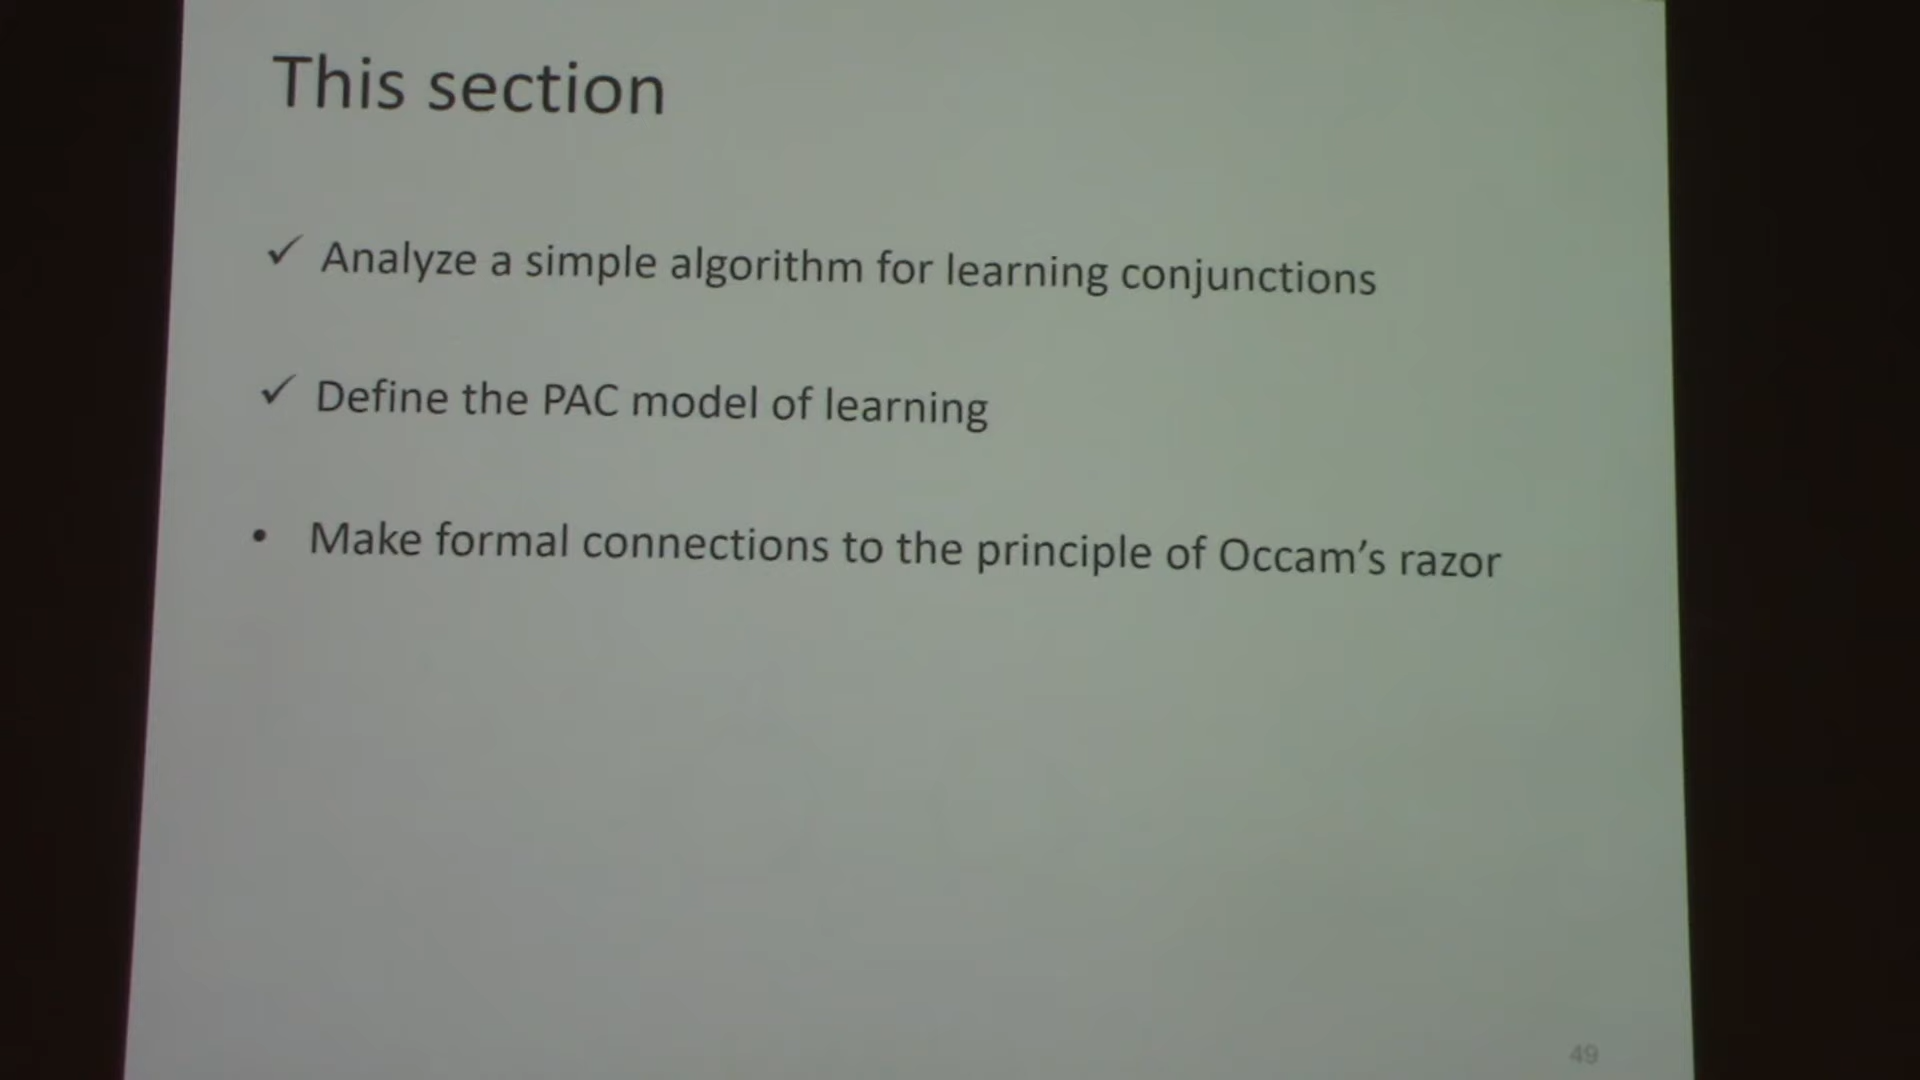 This section
✓ Analyze a simple algorithm for learning conjunctions
✓ Define the PAC model of learning
• Make formal connections to the principle of Occam’s razor
49